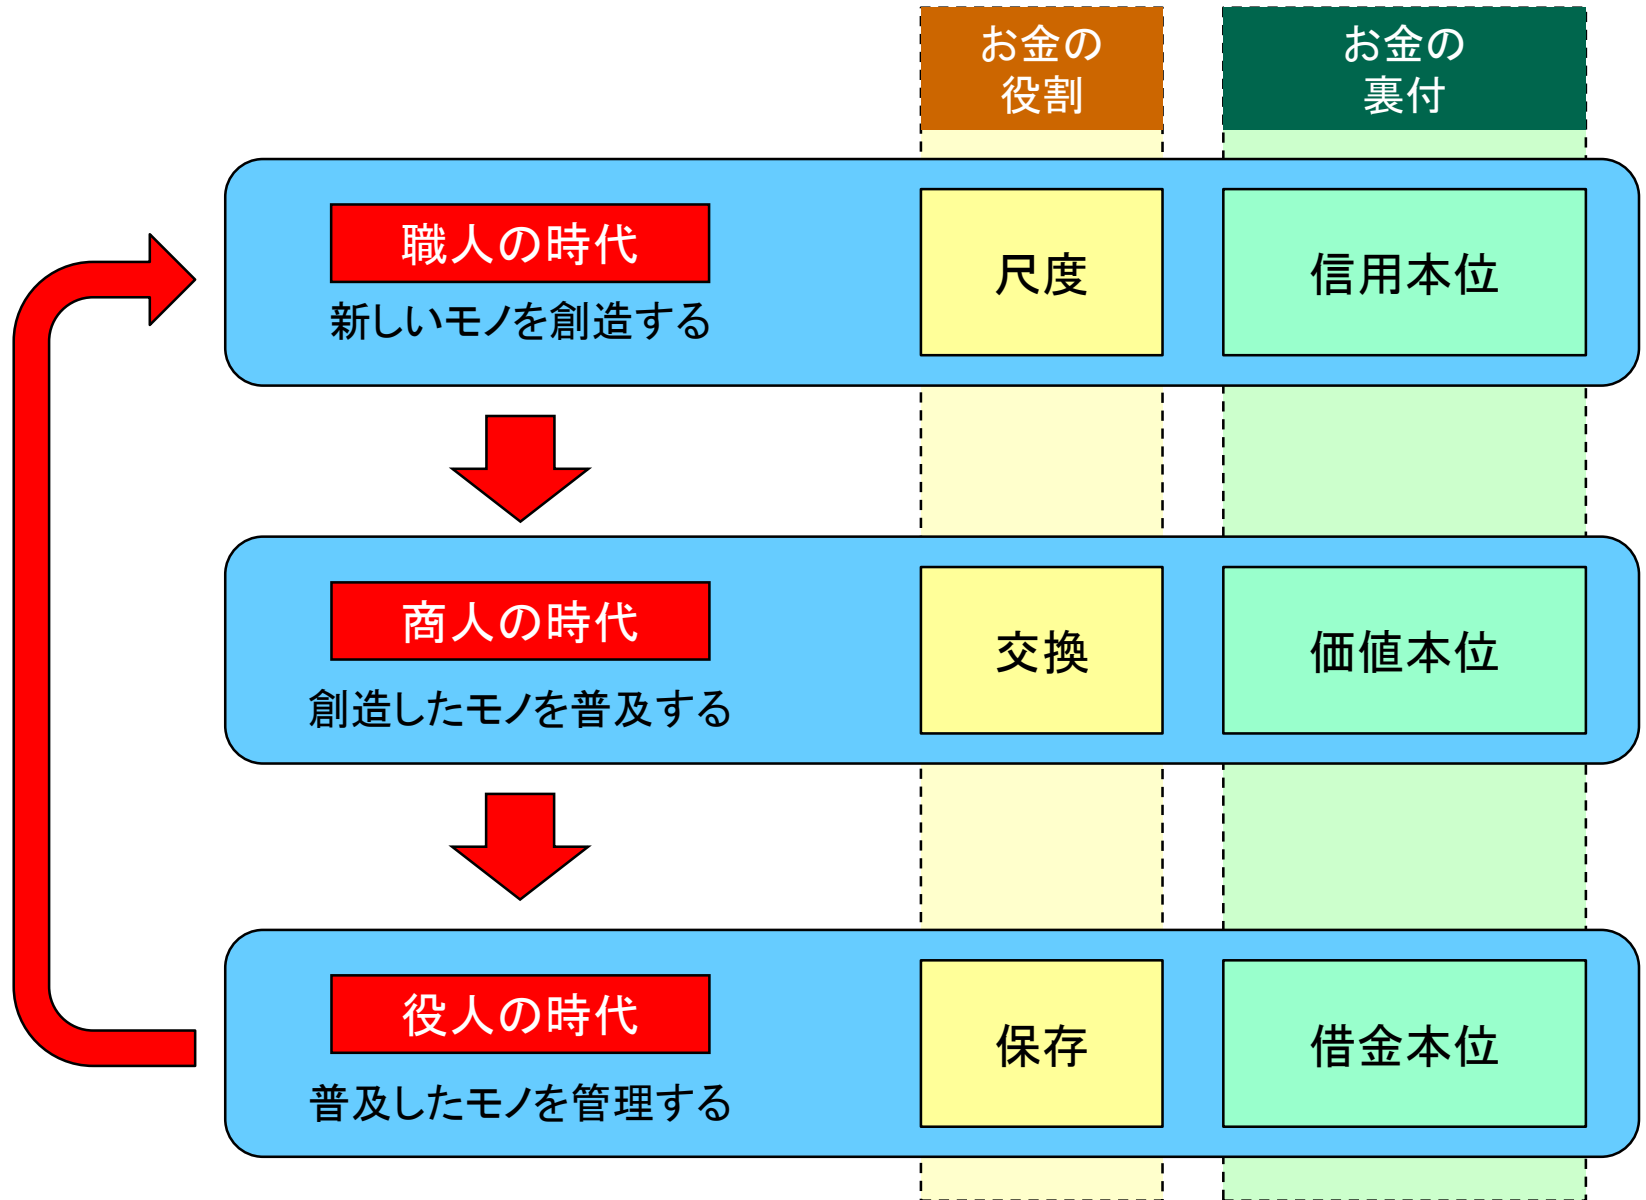 お金の
役割
お金の
裏付
職人の時代
新しいモノを創造する
尺度
信用本位
商人の時代
創造したモノを普及する
交換
価値本位
役人の時代
普及したモノを管理する
保存
借金本位